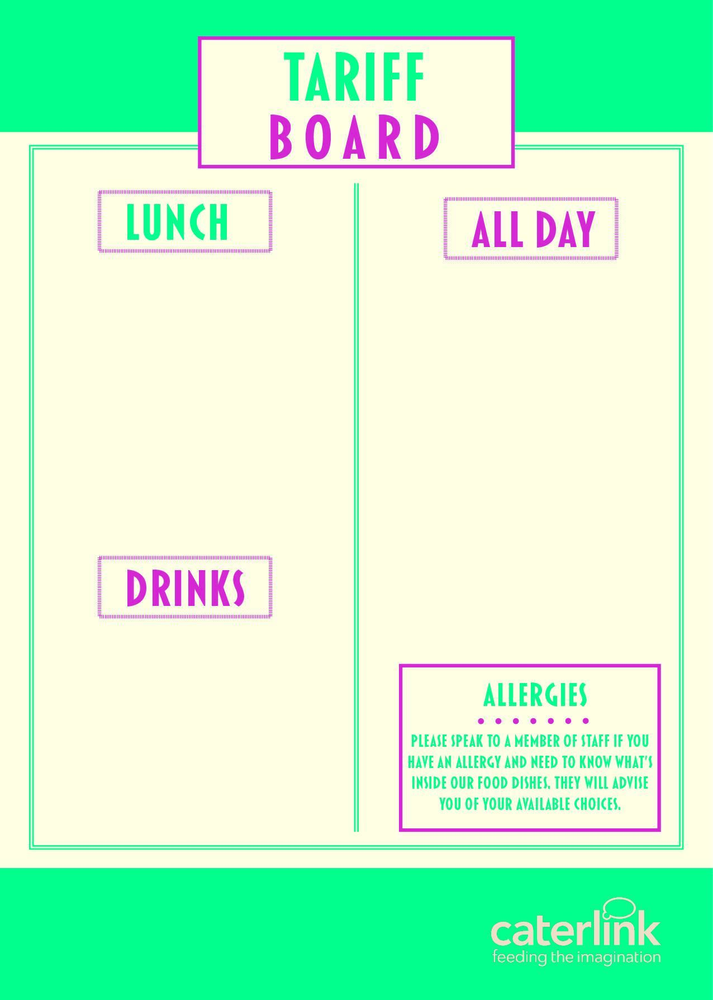 TARIFF
BOARD
LUNCH
DRINKS
ALL DAY
ALLERGIES
PLEASE SPEAK TO A MEMBER OF STAFF IF YOU
HAVE AN ALLERGY AND NEED TO KNOW WHAT'S
INSIDE OUR FOOD DISHES. THEY WILL ADVISE
YOU OF YOUR AVAILABLE CHOICES.
caterlink
feeding the imagination